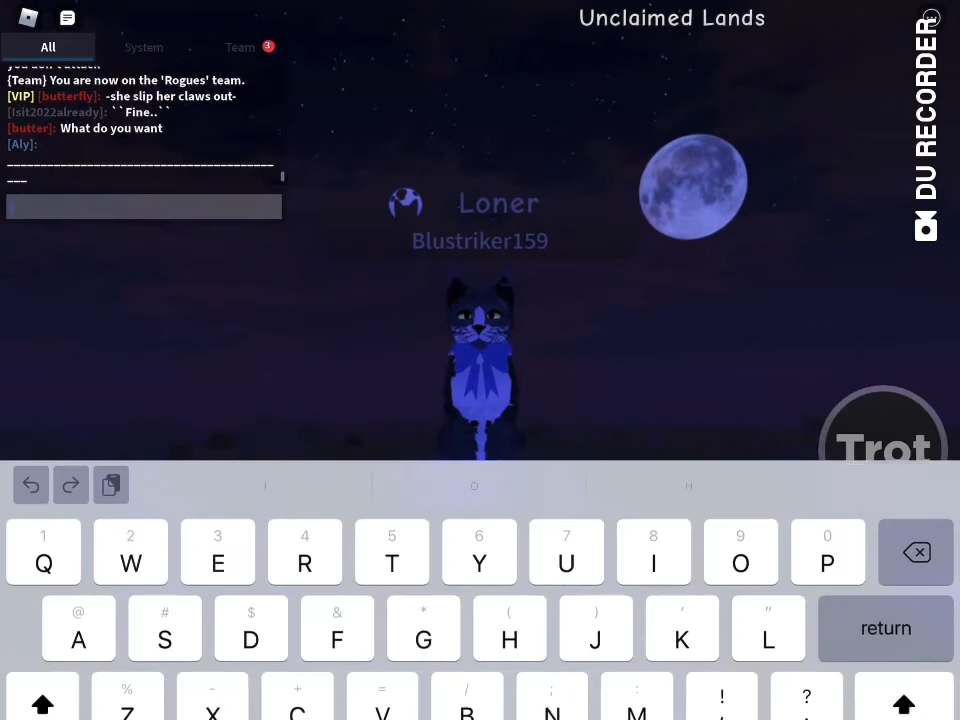 Unclaimed Lands
All
System
Team 3
{Team} You are now on the 'Rogues' team.
[VIP] [butterfly]: -she slip her claws out-
[Isit2022already]: ``Fine..``
[butter]: What do you want
[Aly]:
___________________________________________
Loner
Blustriker159
DU RECORDER
Trot
I O H
1 2 3 4 5 6 7 8 9 0
Q W E R T Y U I O P
@ # $ & * ( ) ' "
A S D F G H J K L
return
% - + = / ; : ! ?
Z X C V B N M , .